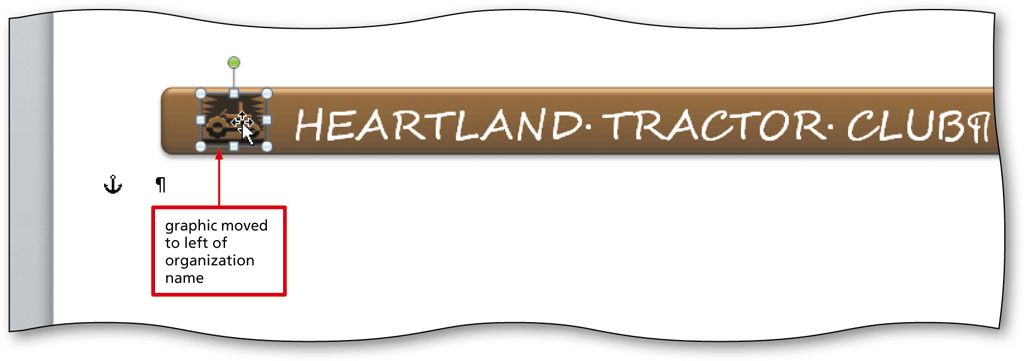 HEARTLAND· TRACTOR· CLUB¶
¶
graphic moved
to left of
organization
name